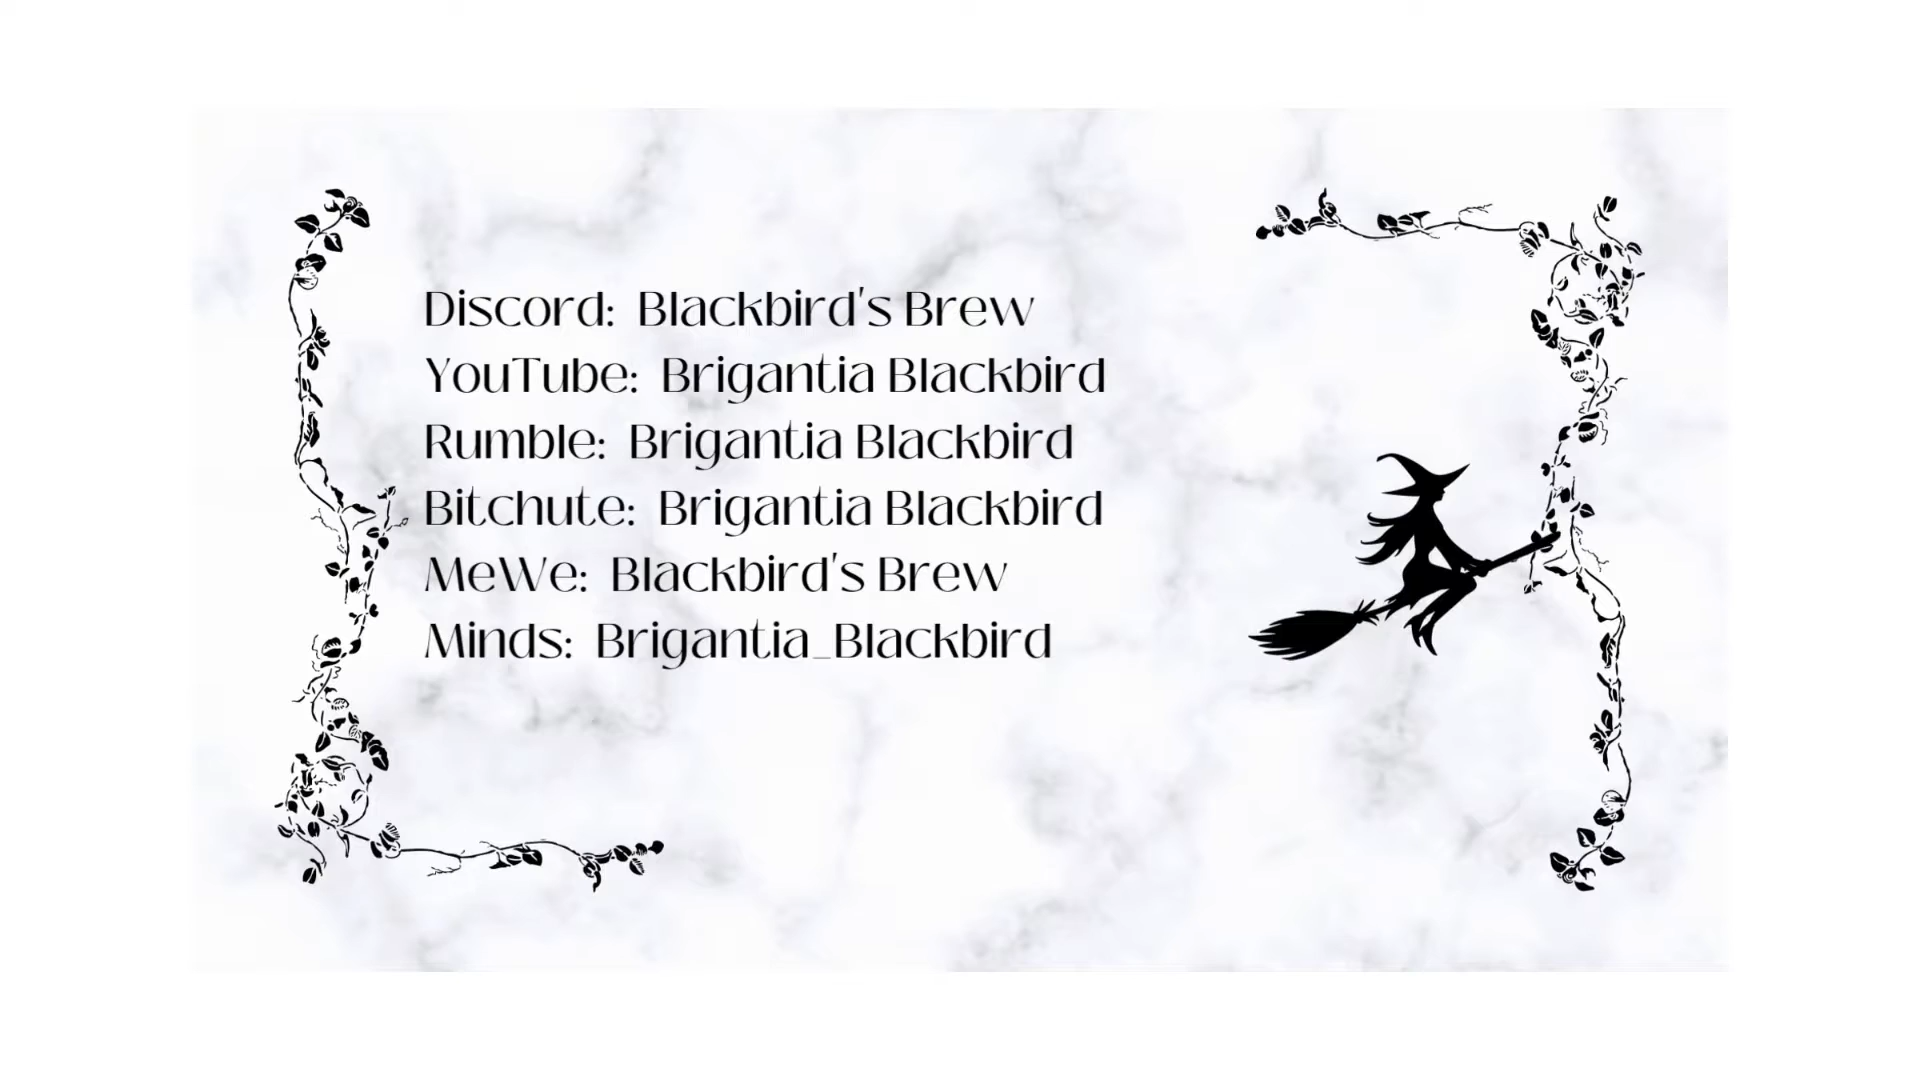 Discord: Blackbird's Brew
YouTube: Brigantia Blackbird
Rumble: Brigantia Blackbird
Bitchute: Brigantia Blackbird
MeWe: Blackbird's Brew
Minds: Brigantia_Blackbird